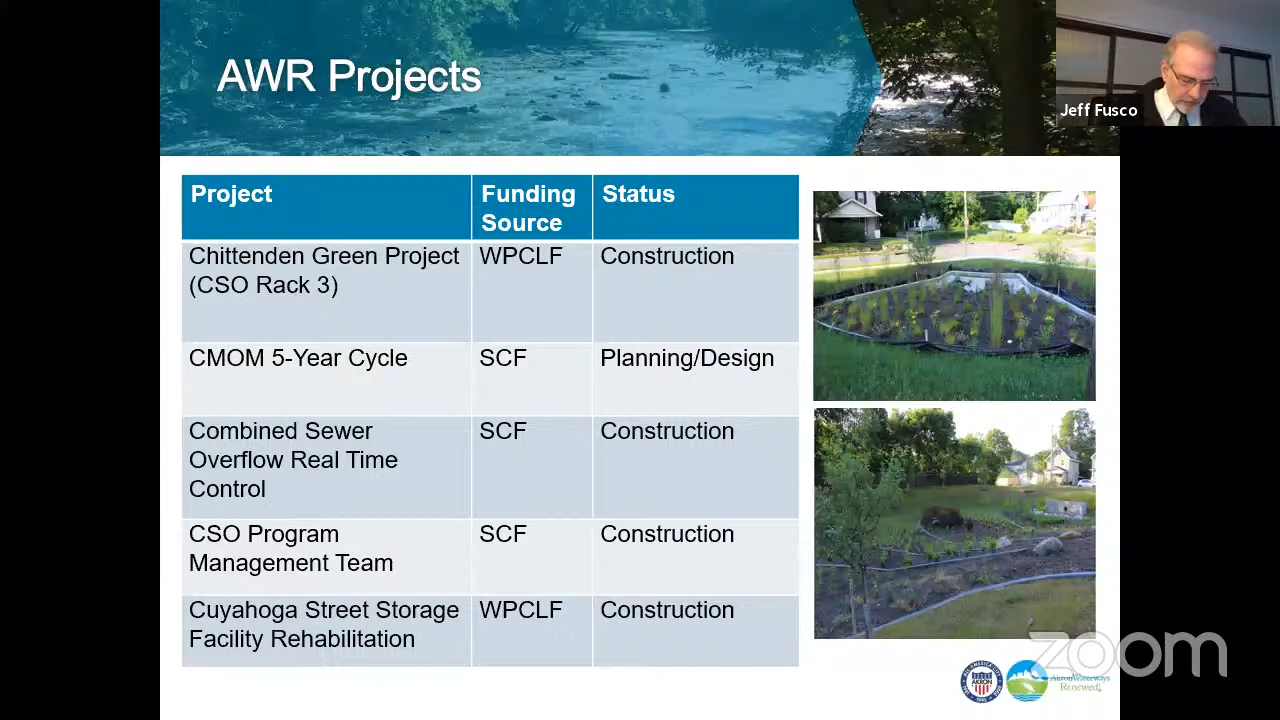 AWR Projects
Jeff Fusco
Project
Funding
Source
Status
Chittenden Green Project
(CSO Rack 3)
WPCLF
Construction
CMOM 5-Year Cycle
SCF
Planning/Design
Combined Sewer
Overflow Real Time
Control
SCF
Construction
CSO Program
Management Team
SCF
Construction
Cuyahoga Street Storage
Facility Rehabilitation
WPCLF
Construction
zoom
AKRON
AkronWaterways
Renewed!